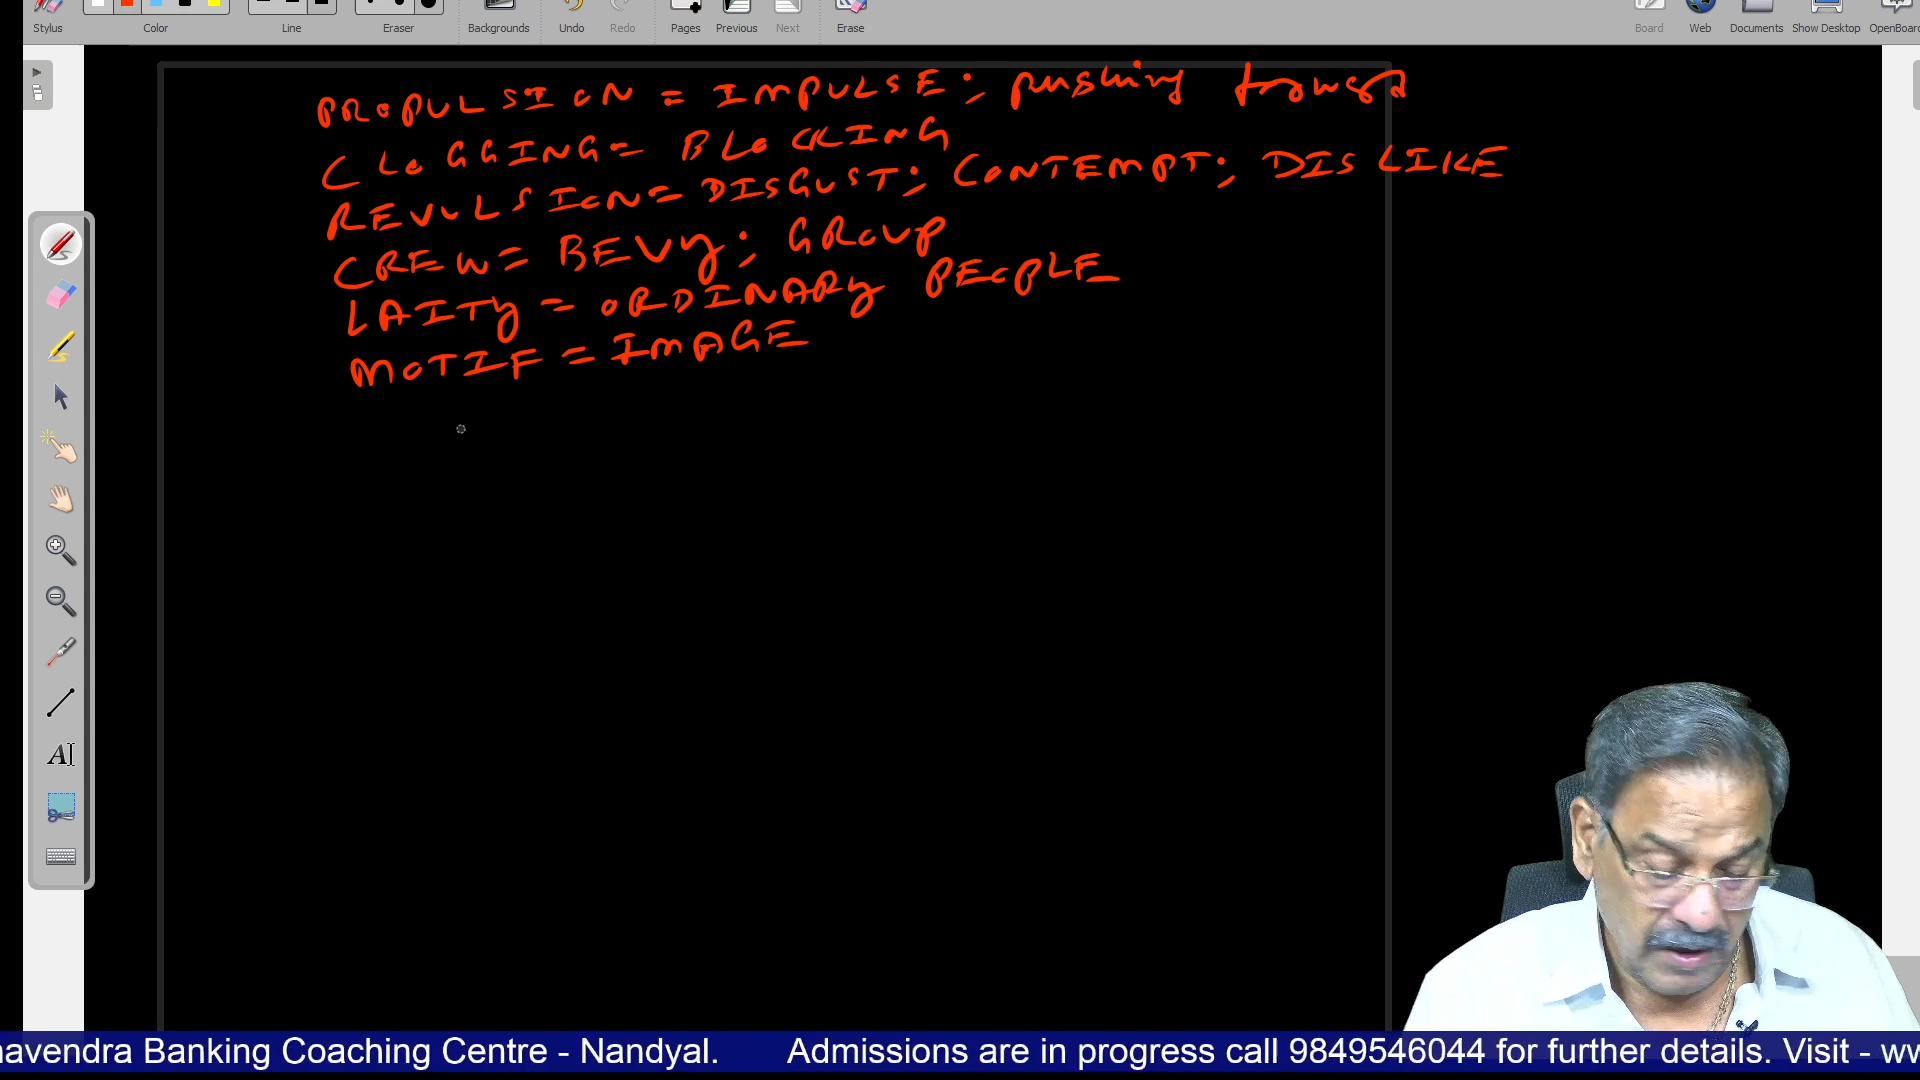 Stylus Color Line Eraser Backgrounds Undo Redo Pages Previous Next Erase Board Web Documents Show Desktop OpenBoard
PROPULSION = IMPULSE; pushing forward
CLOGGING = BLOCKING
REVULSION = DISGUST; CONTEMPT; DISLIKE
CREW = BEVY; GROUP
LAITY = ORDINARY PEOPLE
MOTIF = IMAGE
avendra Banking Coaching Centre - Nandyal. Admissions are in progress call 9849546044 for further details. Visit -